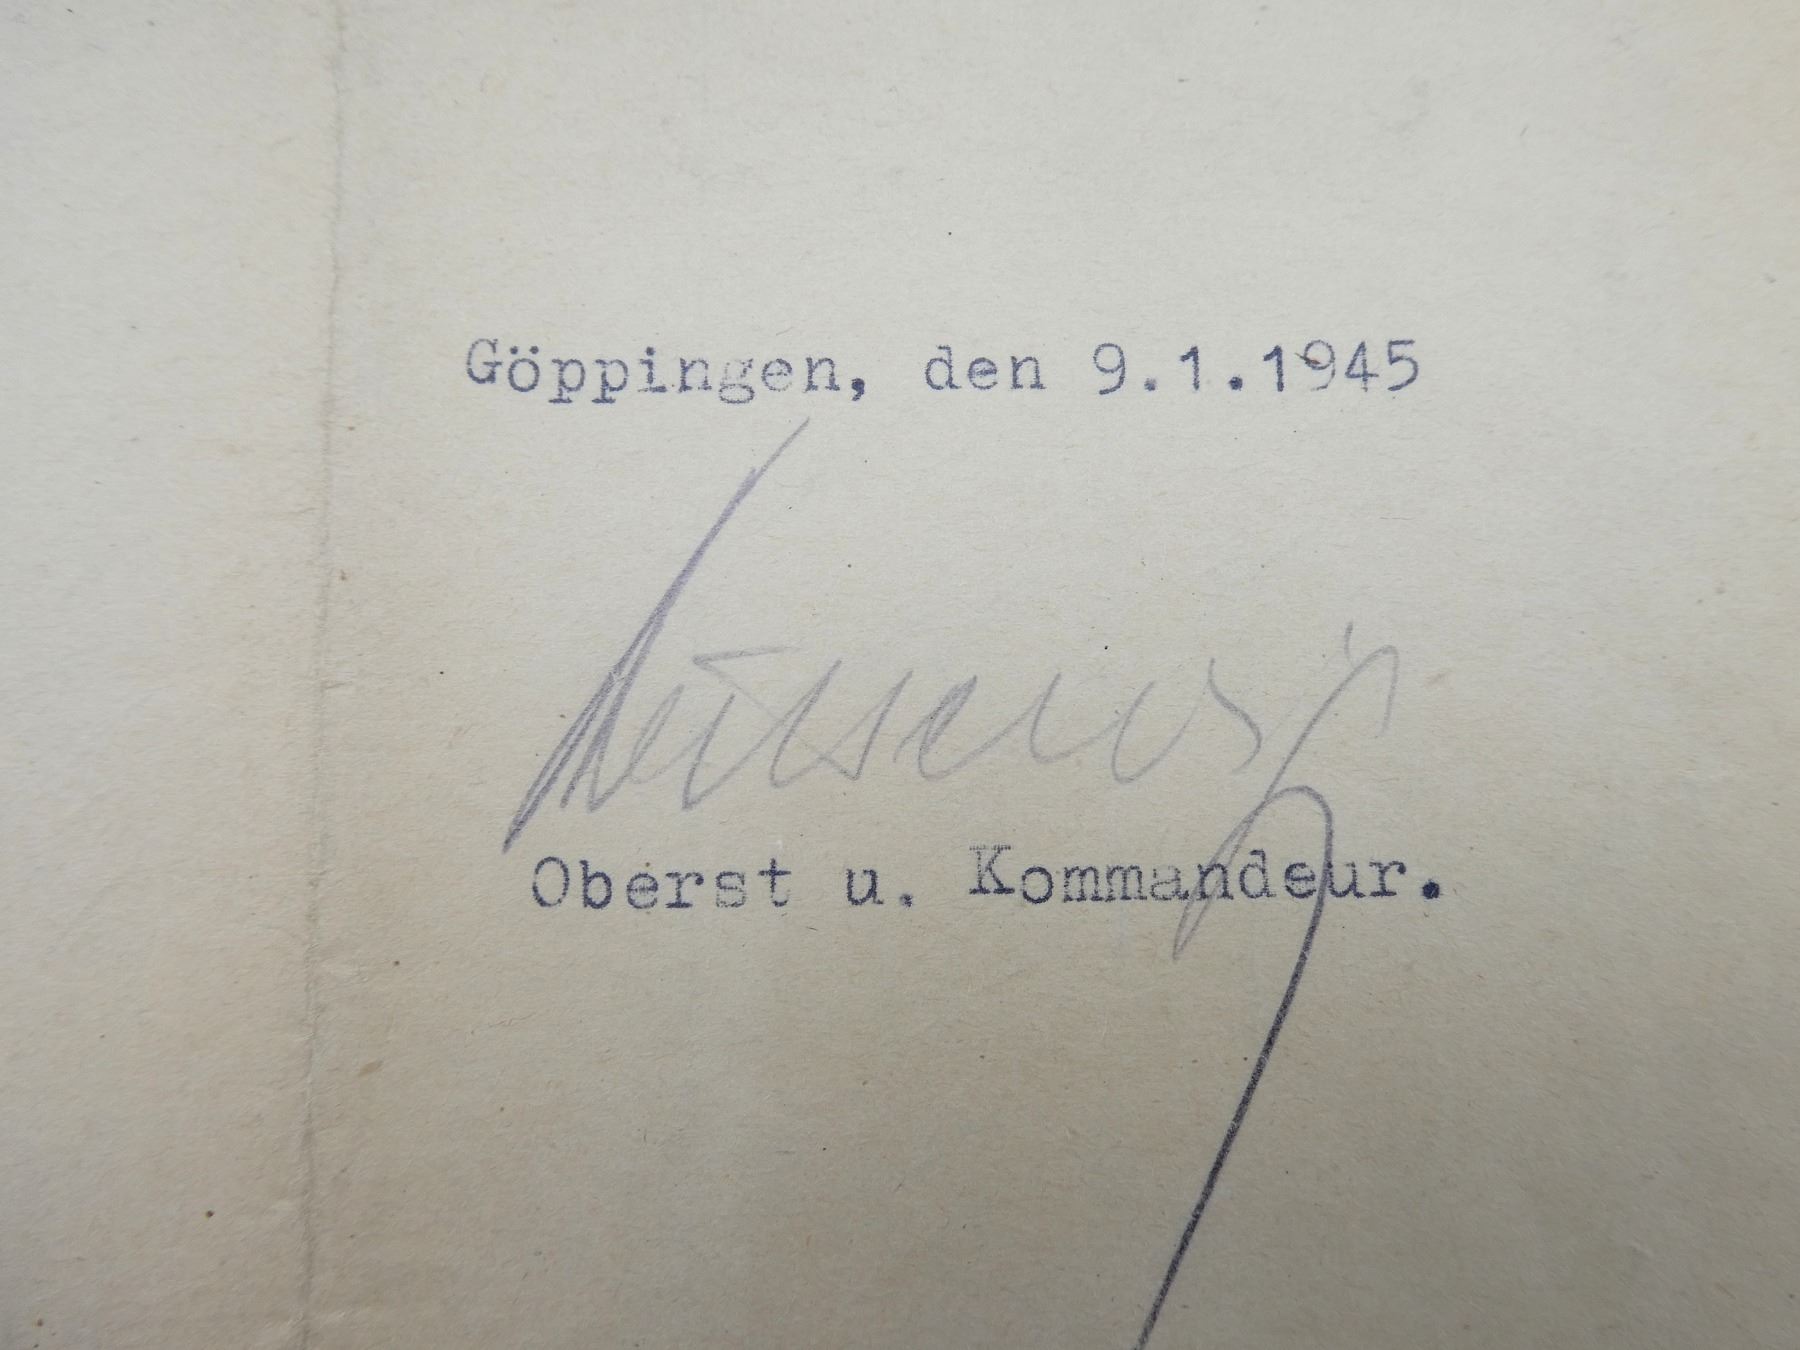 Göppingen, den 9.1.1945
Oberst u. Kommandeur.